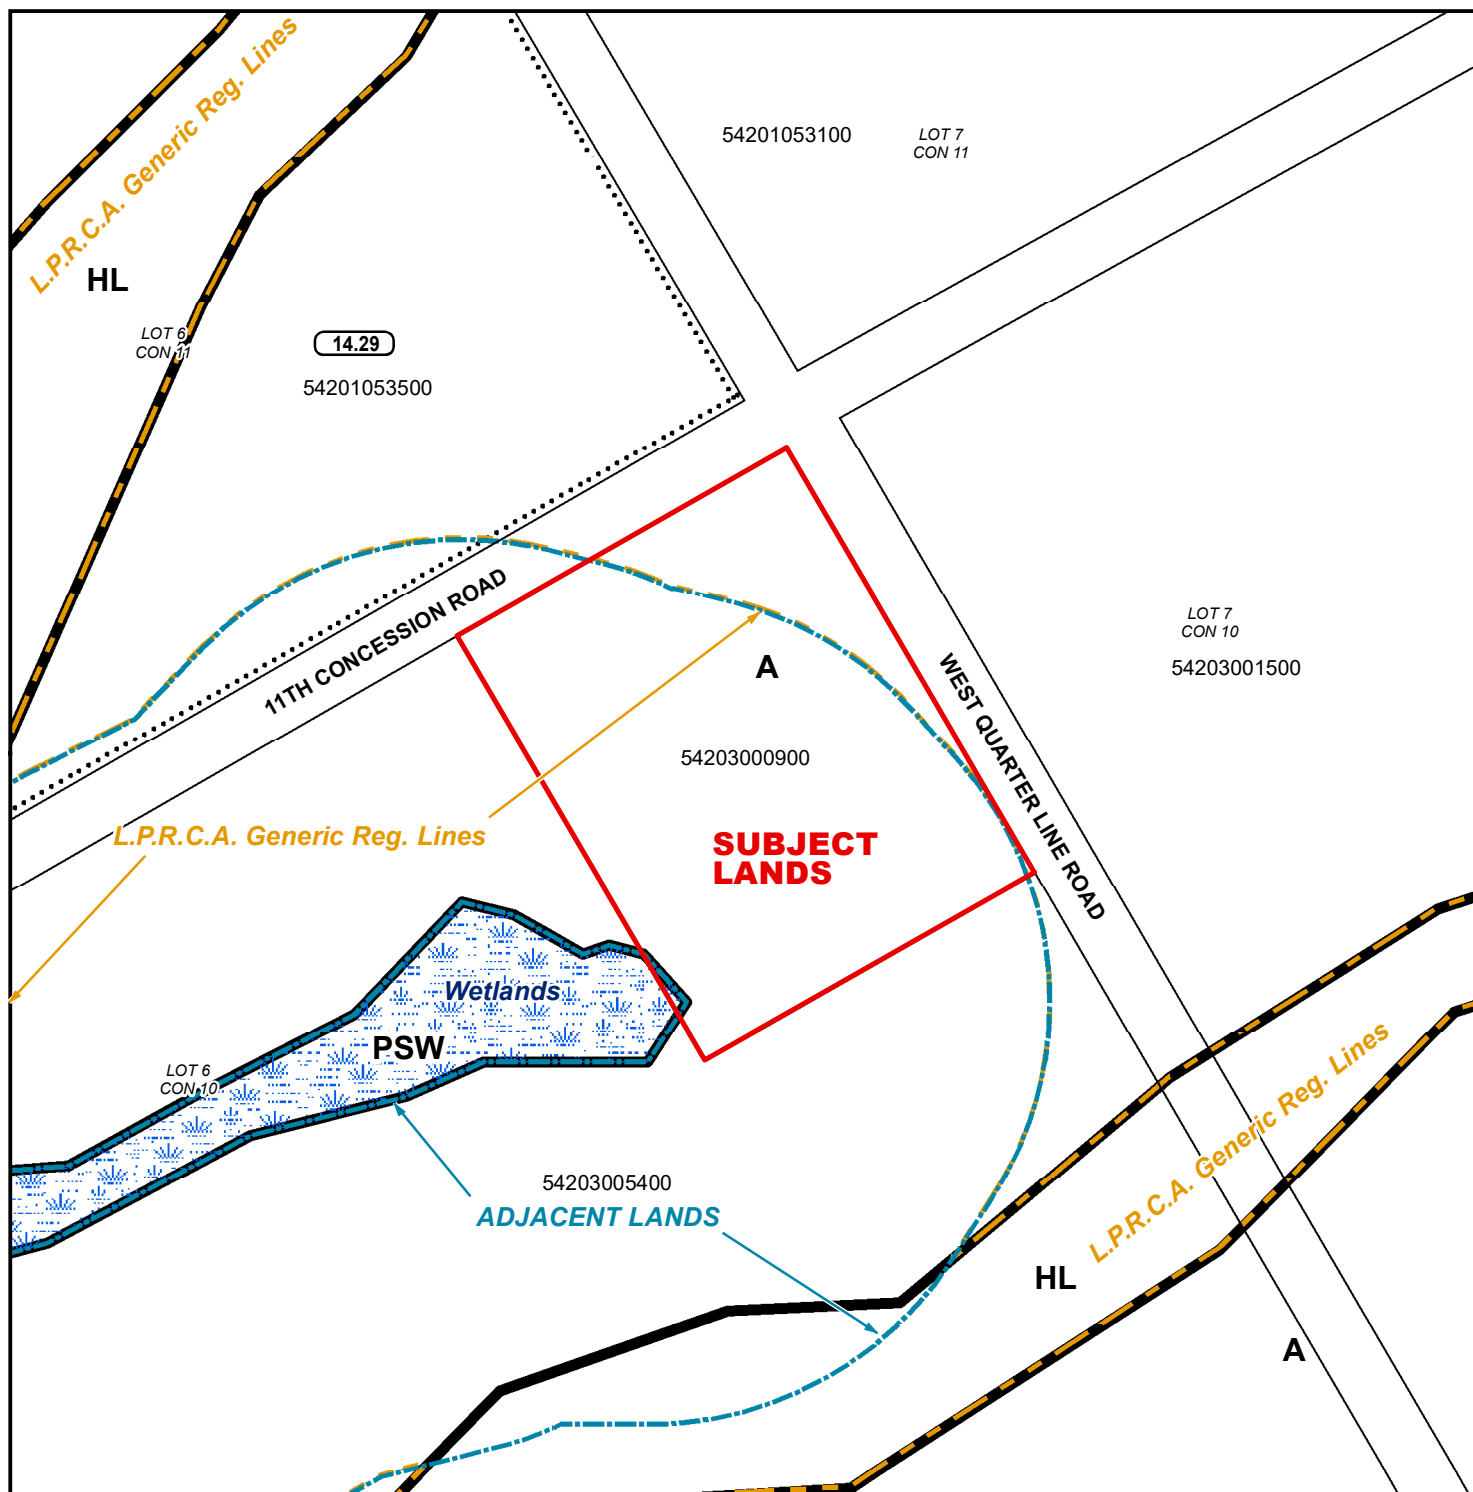 L.P.R.C.A. Generic Reg. Lines
54201053100
LOT 7
CON 11
HL
LOT 6
CON 11
14.29
54201053500
11TH CONCESSION ROAD
LOT 7
CON 10
54203001500
A
WEST QUARTER LINE ROAD
54203000900
L.P.R.C.A. Generic Reg. Lines
SUBJECT
LANDS
Wetlands
PSW
LOT 6
CON 10
54203005400
ADJACENT LANDS
L.P.R.C.A. Generic Reg. Lines
HL
A